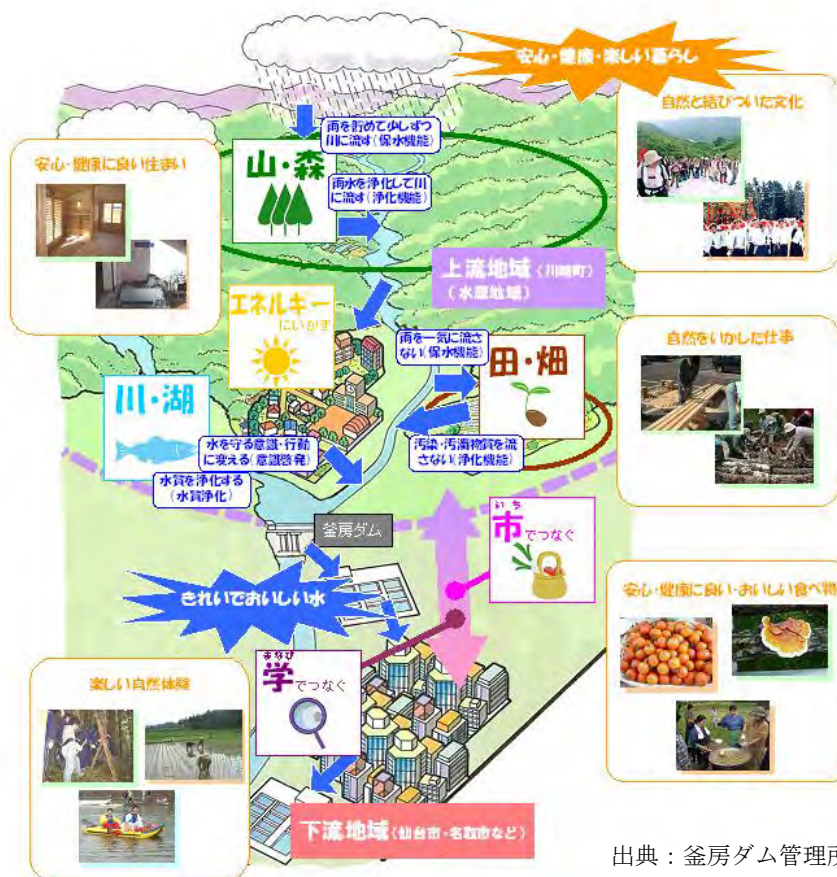 安心・健康・楽しい暮らし
自然と結びついた文化
雨を貯めて少しずつ
川に流す(保水機能)
山・森
安心・健康に良い住まい
雨水を浄化して川
に流す(浄化機能)
上流地域(川崎町)
(水源地域)
エネルギー
にいかす
雨を一気に流さ
ない(保水機能)
田・畑
自然をいかした仕事
川・湖
水を守る意識・行動
に変える(意識啓発)
汚染・汚濁物質を流
さない(浄化機能)
水質を浄化する
(水質浄化)
釜房ダム
いち
市でつなぐ
きれいでおいしい水
安心・健康に良い・おいしい食べ物
まなび
学でつなぐ
楽しい自然体験
下流地域(仙台市・名取市など)
出典：釜房ダム管理所